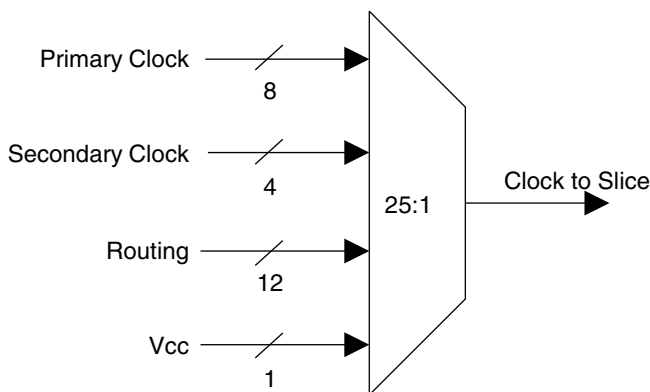 Primary Clock
8
Secondary Clock
4
Routing
12
Vcc
1
25:1
Clock to Slice